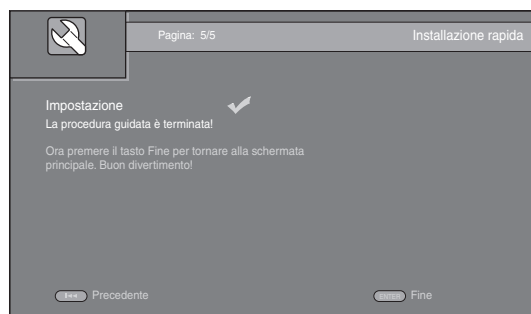 Pagina: 5/5
Installazione rapida
Impostazione
La procedura guidata è terminata!
Ora premere il tasto Fine per tornare alla schermata
principale. Buon divertimento!
Precedente
ENTER Fine